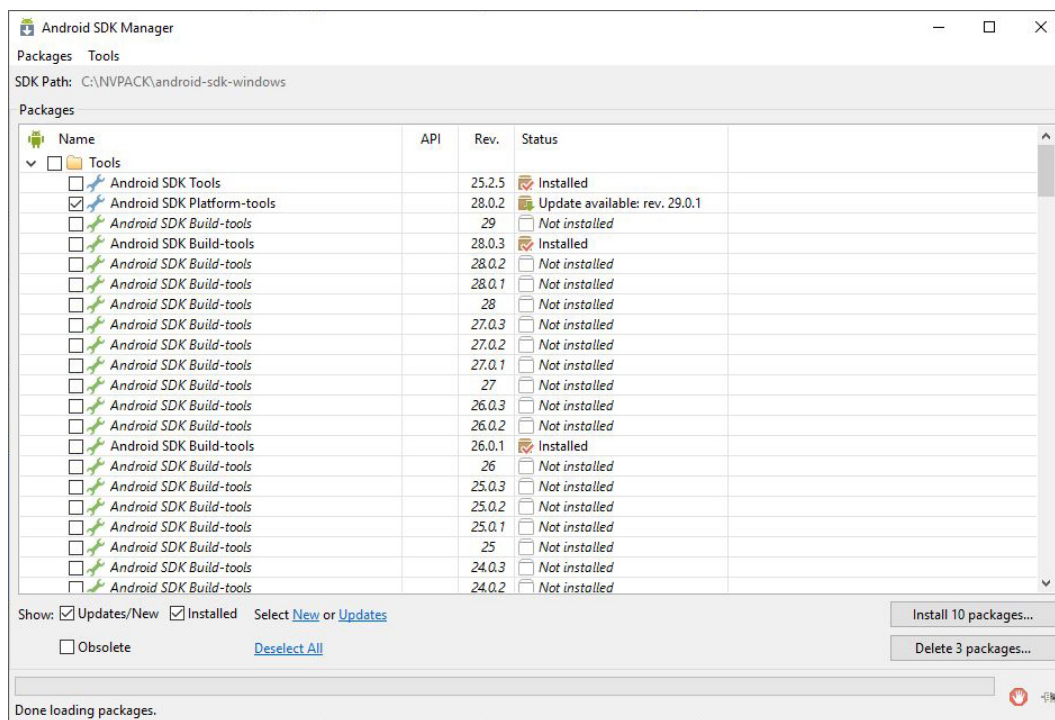 Android SDK Manager
Packages Tools
SDK Path: C:\NVPACK\android-sdk-windows
Packages
Name API Rev. Status
Tools
Android SDK Tools 25.2.5 Installed
Android SDK Platform-tools 28.0.2 Update available: rev. 29.0.1
Android SDK Build-tools 29 Not installed
Android SDK Build-tools 28.0.3 Installed
Android SDK Build-tools 28.0.2 Not installed
Android SDK Build-tools 28.0.1 Not installed
Android SDK Build-tools 28 Not installed
Android SDK Build-tools 27.0.3 Not installed
Android SDK Build-tools 27.0.2 Not installed
Android SDK Build-tools 27.0.1 Not installed
Android SDK Build-tools 27 Not installed
Android SDK Build-tools 26.0.3 Not installed
Android SDK Build-tools 26.0.2 Not installed
Android SDK Build-tools 26.0.1 Installed
Android SDK Build-tools 26 Not installed
Android SDK Build-tools 25.0.3 Not installed
Android SDK Build-tools 25.0.2 Not installed
Android SDK Build-tools 25.0.1 Not installed
Android SDK Build-tools 25 Not installed
Android SDK Build-tools 24.0.3 Not installed
Android SDK Build-tools 24.0.2 Not installed
Show: Updates/New Installed Select New or Updates Install 10 packages...
Obsolete Deselect All Delete 3 packages...
Done loading packages.